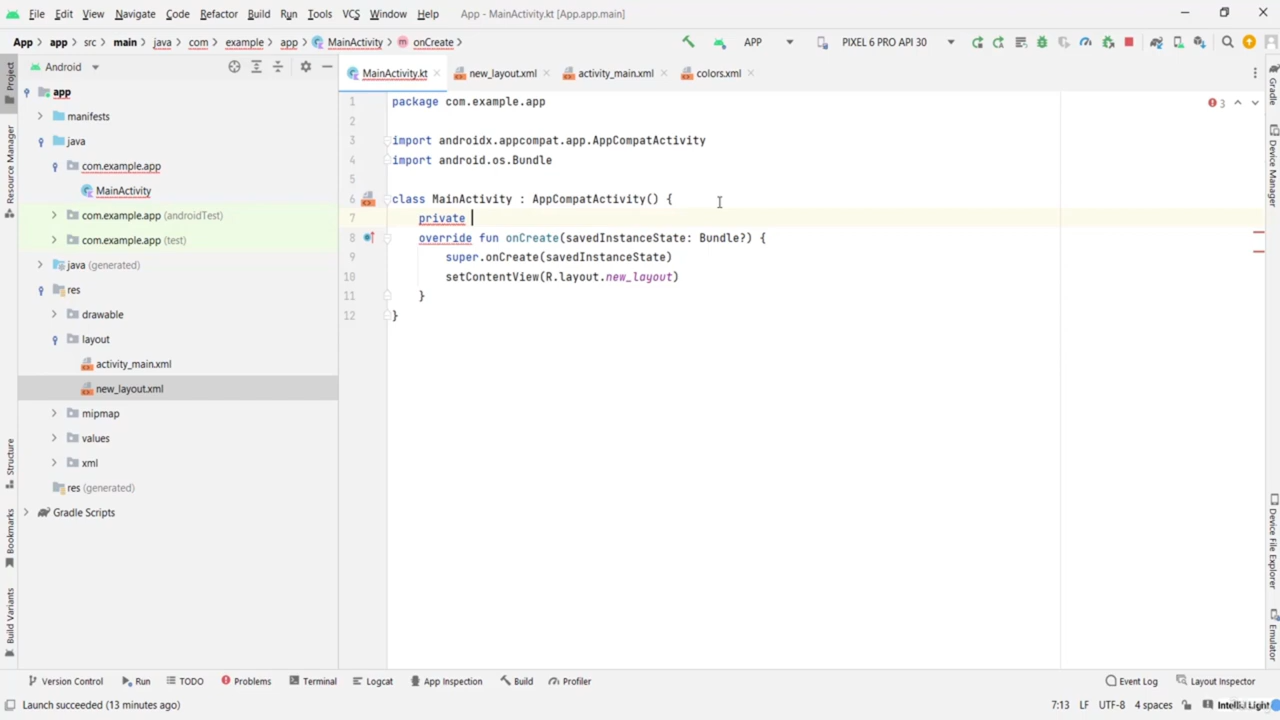 File Edit View Navigate Code Refactor Build Run Tools VCS Window Help App - MainActivity.kt [App.app.main]
App app src main java com example app MainActivity onCreate APP PIXEL 6 PRO API 30
Android
MainActivity.kt new_layout.xml activity_main.xml colors.xml
Project
Resource Manager
Structure
Bookmarks
Build Variants
app
manifests
java
com.example.app
MainActivity
com.example.app (androidTest)
com.example.app (test)
java (generated)
res
drawable
layout
activity_main.xml
new_layout.xml
mipmap
values
xml
res (generated)
Gradle Scripts
1 package com.example.app
2
3 import androidx.appcompat.app.AppCompatActivity
4 import android.os.Bundle
5
6 class MainActivity : AppCompatActivity() {
7 private
8 override fun onCreate(savedInstanceState: Bundle?) {
9 super.onCreate(savedInstanceState)
10 setContentView(R.layout.new_layout)
11 }
12 }
3
Gradle
Device Manager
Device File Explorer
Emulator
Version Control Run TODO Problems Terminal Logcat App Inspection Build Profiler Event Log Layout Inspector
Launch succeeded (13 minutes ago) 7:13 LF UTF-8 4 spaces IntelliJ Light